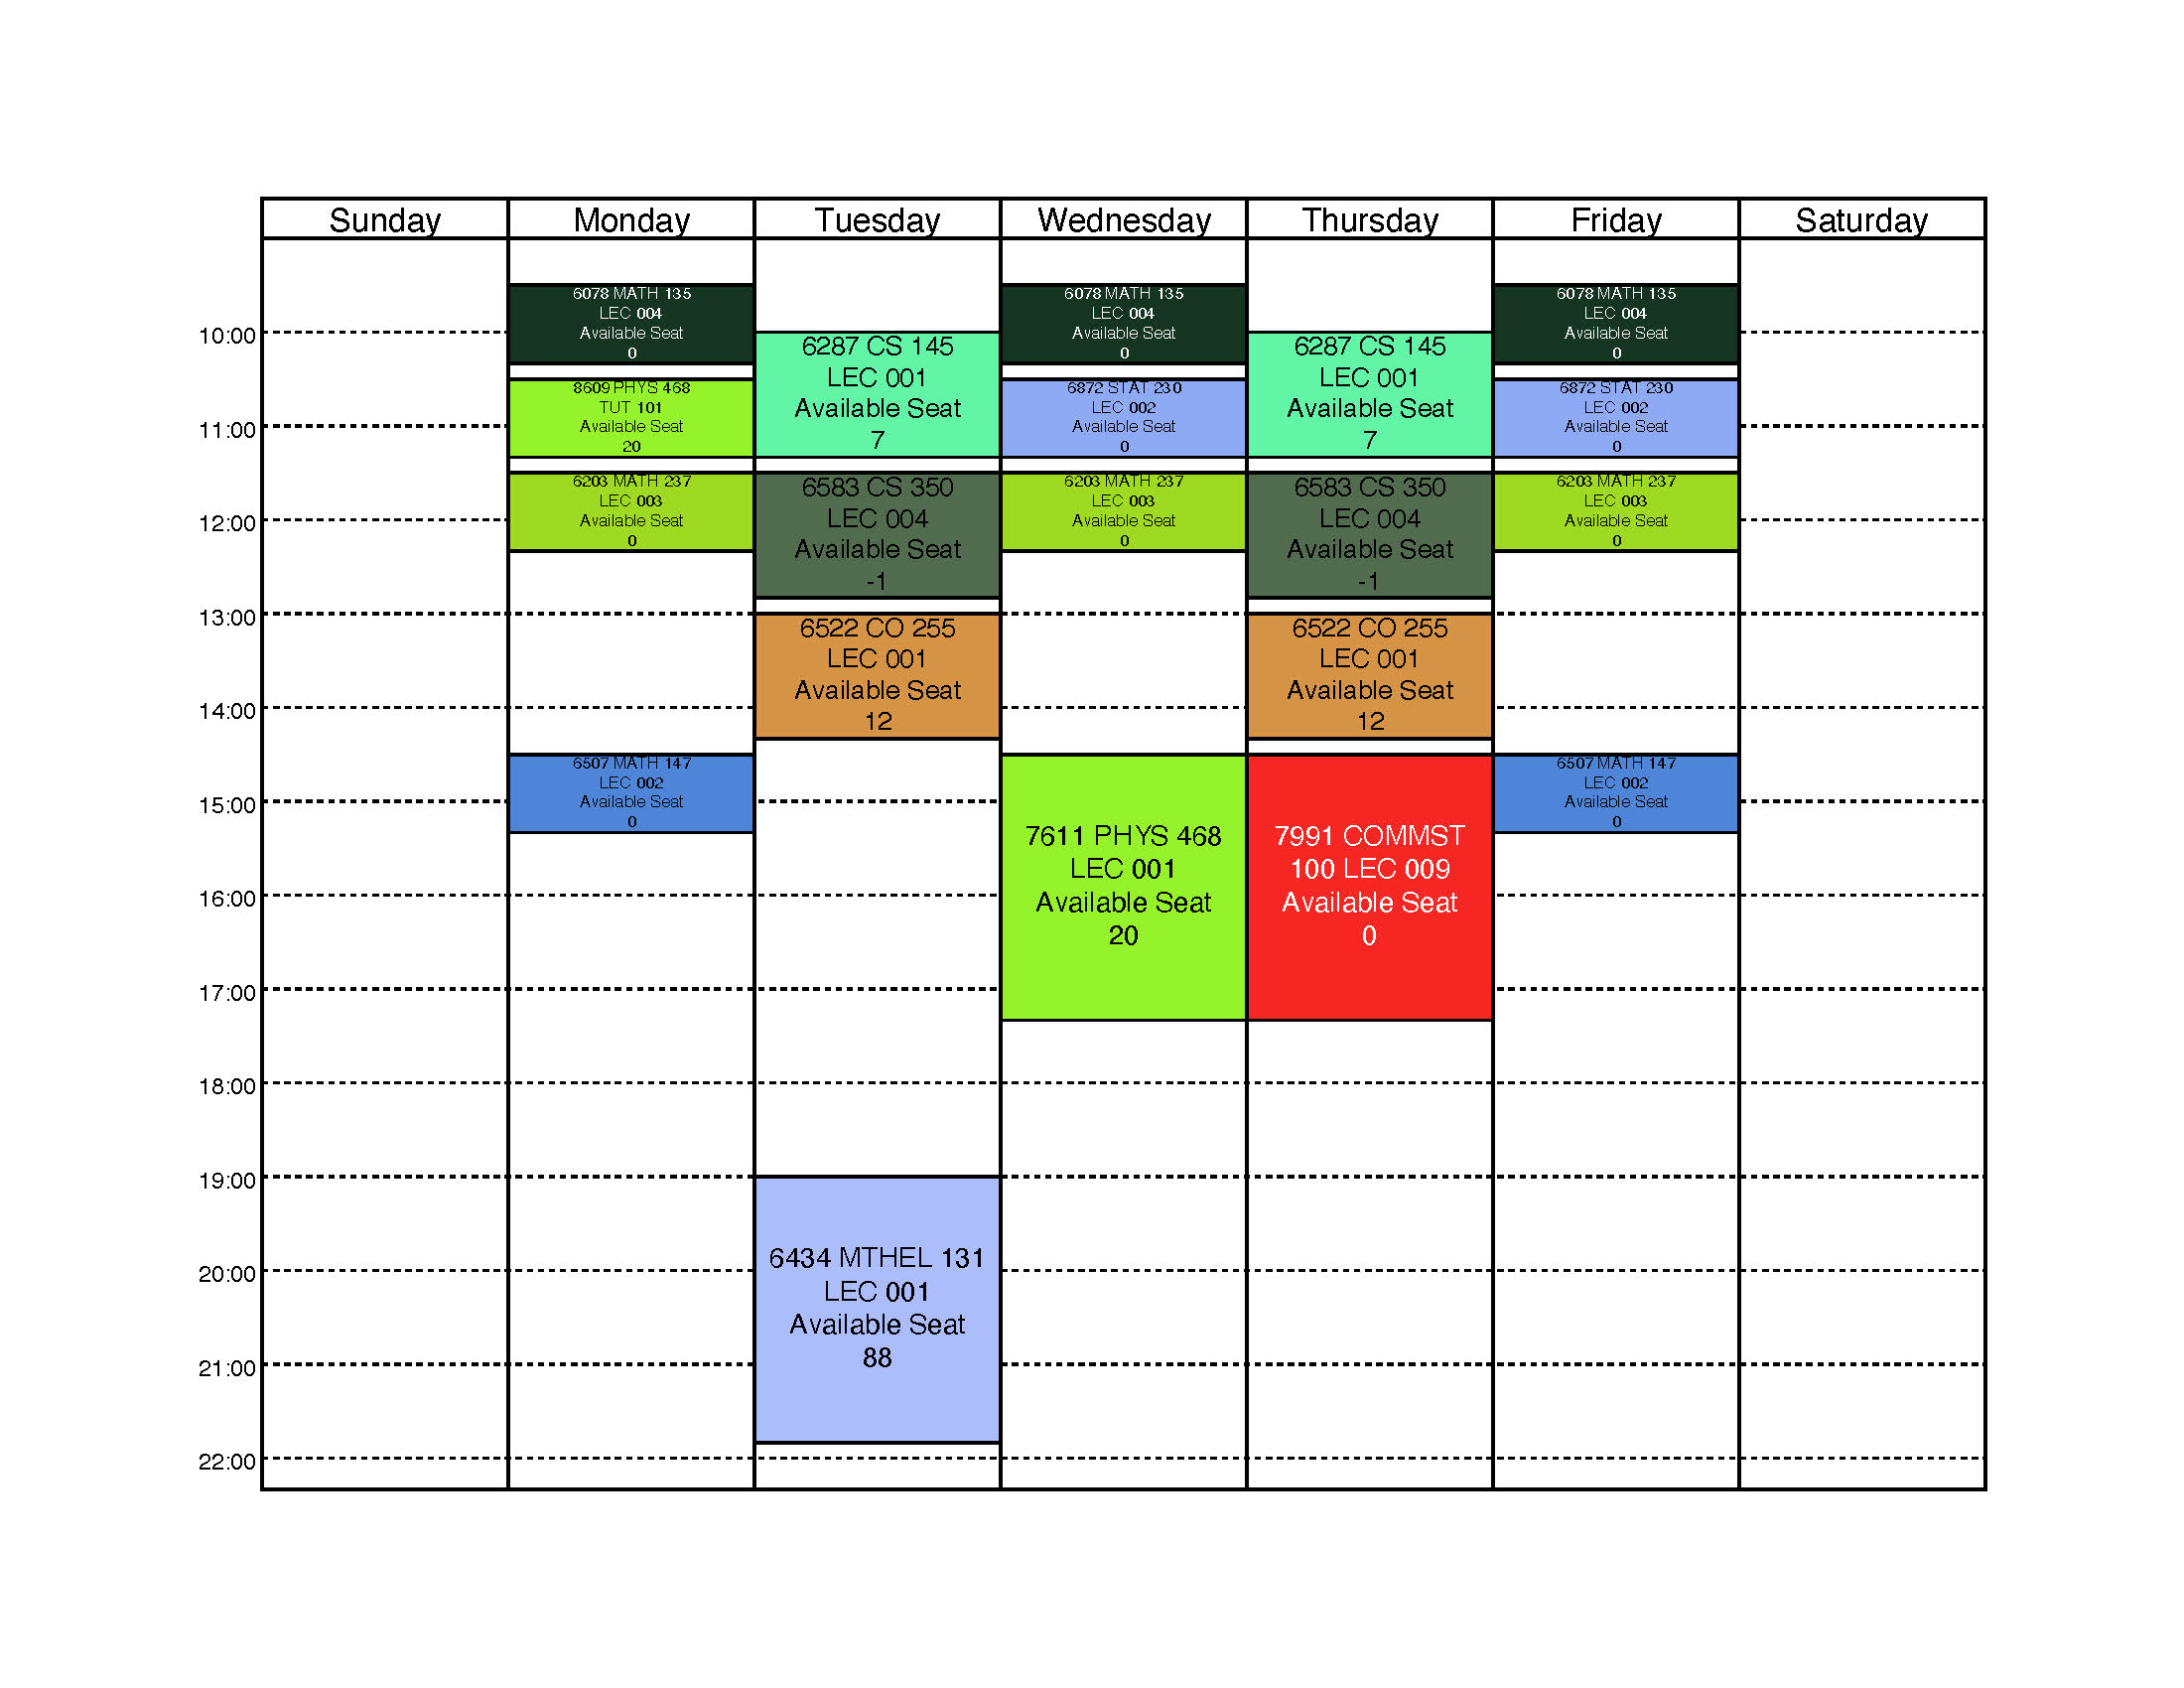 Sunday
Monday
Tuesday
Wednesday
Thursday
Friday
Saturday
10:00
11:00
12:00
13:00
14:00
15:00
16:00
17:00
18:00
19:00
20:00
21:00
22:00
6078 MATH 135
LEC 004
Available Seat
0
8609 PHYS 468
TUT 101
Available Seat
20
6203 MATH 237
LEC 003
Available Seat
0
6507 MATH 147
LEC 002
Available Seat
0
6287 CS 145
LEC 001
Available Seat
7
6583 CS 350
LEC 004
Available Seat
-1
6522 CO 255
LEC 001
Available Seat
12
6434 MTHEL 131
LEC 001
Available Seat
88
6078 MATH 135
LEC 004
Available Seat
0
6872 STAT 230
LEC 002
Available Seat
0
6203 MATH 237
LEC 003
Available Seat
0
7611 PHYS 468
LEC 001
Available Seat
20
6287 CS 145
LEC 001
Available Seat
7
6583 CS 350
LEC 004
Available Seat
-1
6522 CO 255
LEC 001
Available Seat
12
7991 COMMST
100 LEC 009
Available Seat
0
6078 MATH 135
LEC 004
Available Seat
0
6872 STAT 230
LEC 002
Available Seat
0
6203 MATH 237
LEC 003
Available Seat
0
6507 MATH 147
LEC 002
Available Seat
0